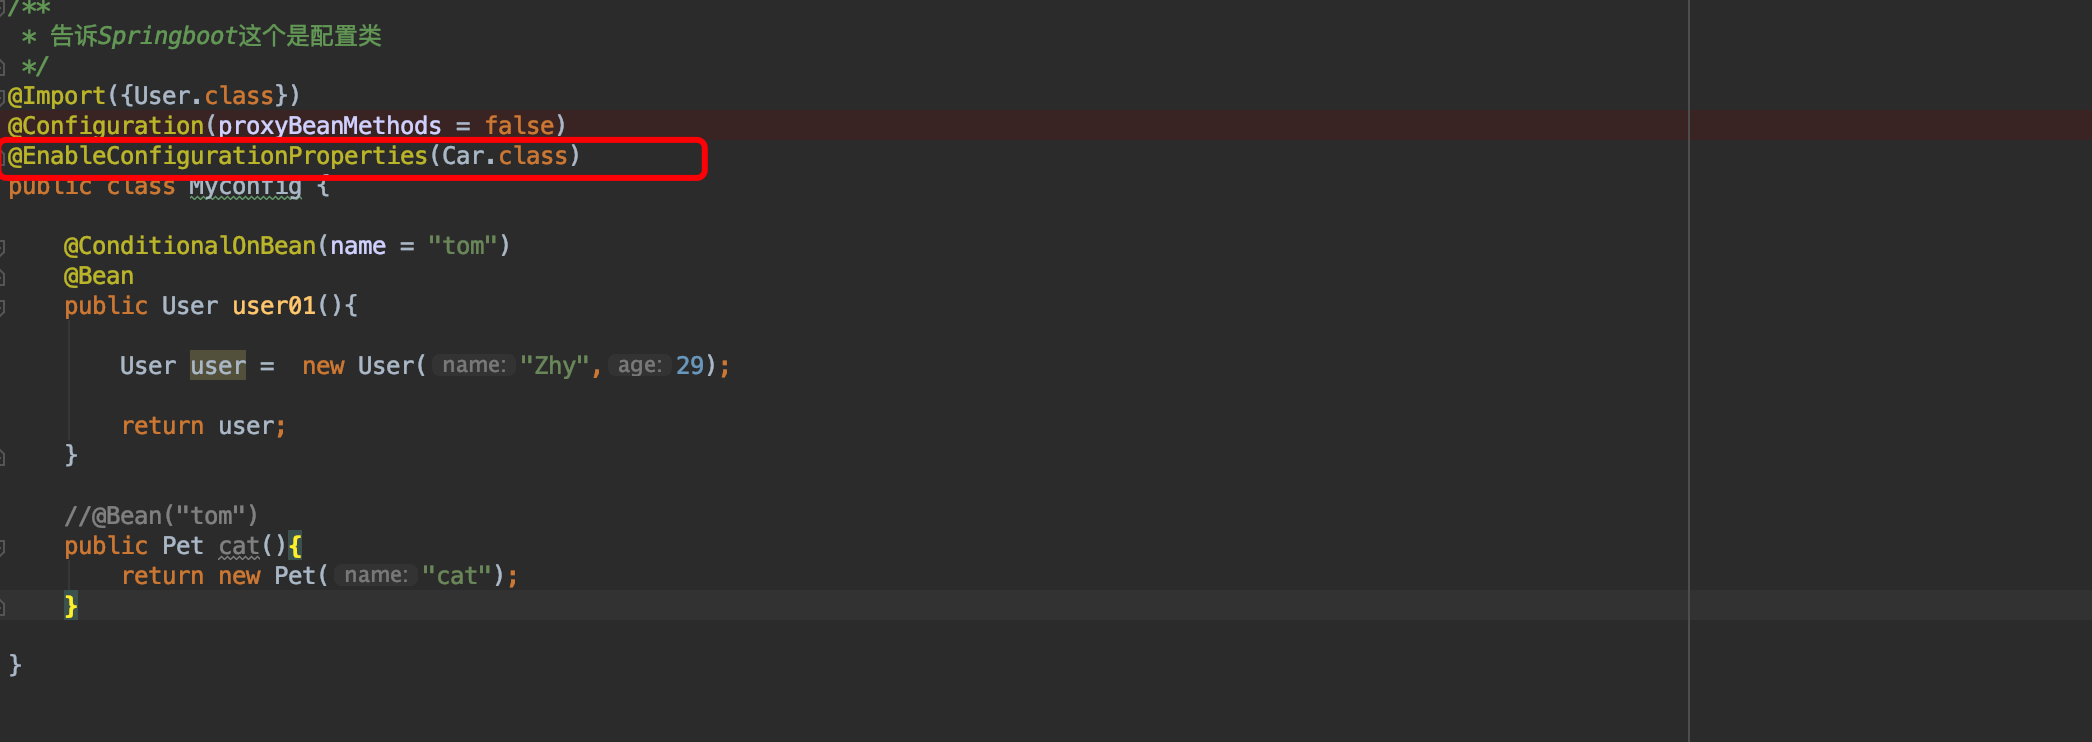 /**
* 告诉Springboot这个是配置类
*/
@Import({User.class})
@Configuration(proxyBeanMethods = false)
@EnableConfigurationProperties(Car.class)
public class Myconfig {
@ConditionalOnBean(name = "tom")
@Bean
public User user01(){
User user =  new User( name: "Zhy", age: 29);
return user;
}
//@Bean("tom")
public Pet cat(){
return new Pet( name: "cat");
}
}